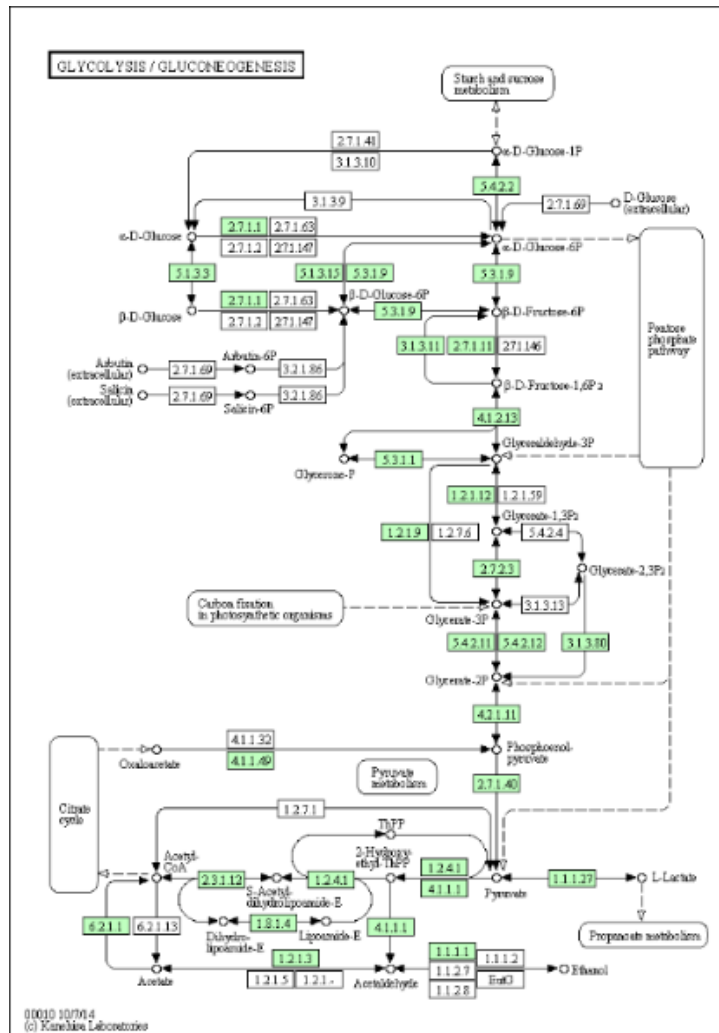 GLYCOLYSIS / GLUCONEOGENESIS
Starch and sucrose
metabolism
2.7.1.41
3.1.3.10
α-D-Glucose-1P
5.4.2.2
3.1.3.9
2.7.1.69
D-Glucose
(extracellular)
α-D-Glucose
2.7.1.1
2.7.1.63
2.7.1.2
2.7.1.147
α-D-Glucose-6P
5.1.3.3
5.1.3.15
5.3.1.9
5.3.1.9
Pentose
phosphate
pathway
β-D-Glucose
2.7.1.1
2.7.1.63
2.7.1.2
2.7.1.147
β-D-Glucose-6P
5.3.1.9
β-D-Fructose-6P
3.1.3.11
2.7.1.11
2.7.1.146
Arbutin
(extracellular)
2.7.1.69
Arbutin-6P
3.2.1.86
Salicin
(extracellular)
2.7.1.69
Salicin-6P
3.2.1.86
β-D-Fructose-1,6P2
4.1.2.13
Glycerone-P
5.3.1.1
Glyceraldehyde-3P
1.2.1.12
1.2.1.59
1.2.1.9
1.2.7.6
Glycerate-1,3P2
5.4.2.4
2.7.2.3
Glycerate-2,3P2
Carbon fixation
in photosynthetic organisms
Glycerate-3P
3.1.3.13
5.4.2.11
5.4.2.12
3.1.3.80
Glycerate-2P
4.2.1.11
Oxaloacetate
4.1.1.32
4.1.1.49
Phosphoenol-
pyruvate
Pyruvate
metabolism
2.7.1.40
Citrate
cycle
1.2.7.1
ThPP
Acetyl-
CoA
2.3.1.12
S-Acetyl-
dihydrolipoamide-E
1.2.4.1
2-Hydroxy-
ethyl-ThPP
1.2.4.1
4.1.1.1
Pyruvate
1.1.1.27
L-Lactate
6.2.1.1
6.2.1.13
Dihydro-
lipoamide-E
1.8.1.4
Lipoamide-E
4.1.1.1
Propanoate metabolism
Acetate
1.2.1.3
1.2.1.5
1.2.1.-
Acetaldehyde
1.1.1.1
1.1.1.2
1.1.2.7
EutG
1.1.2.8
Ethanol
00010 10/7/14
(c) Kanehisa Laboratories